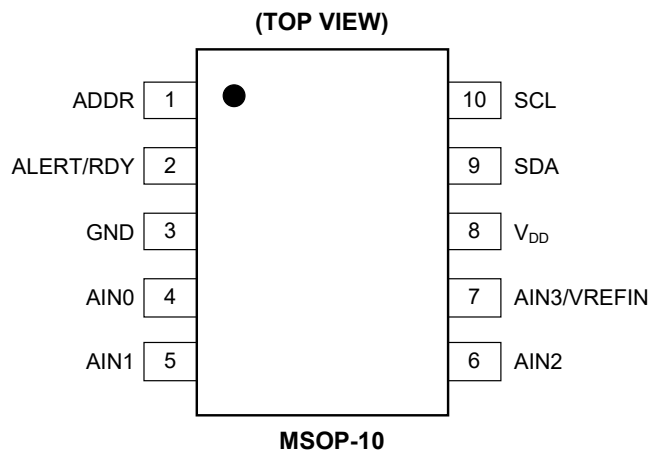 (TOP VIEW)
ADDR 1 10 SCL
ALERT/RDY 2 9 SDA
GND 3 8 VDD
AIN0 4 7 AIN3/VREFIN
AIN1 5 6 AIN2
MSOP-10